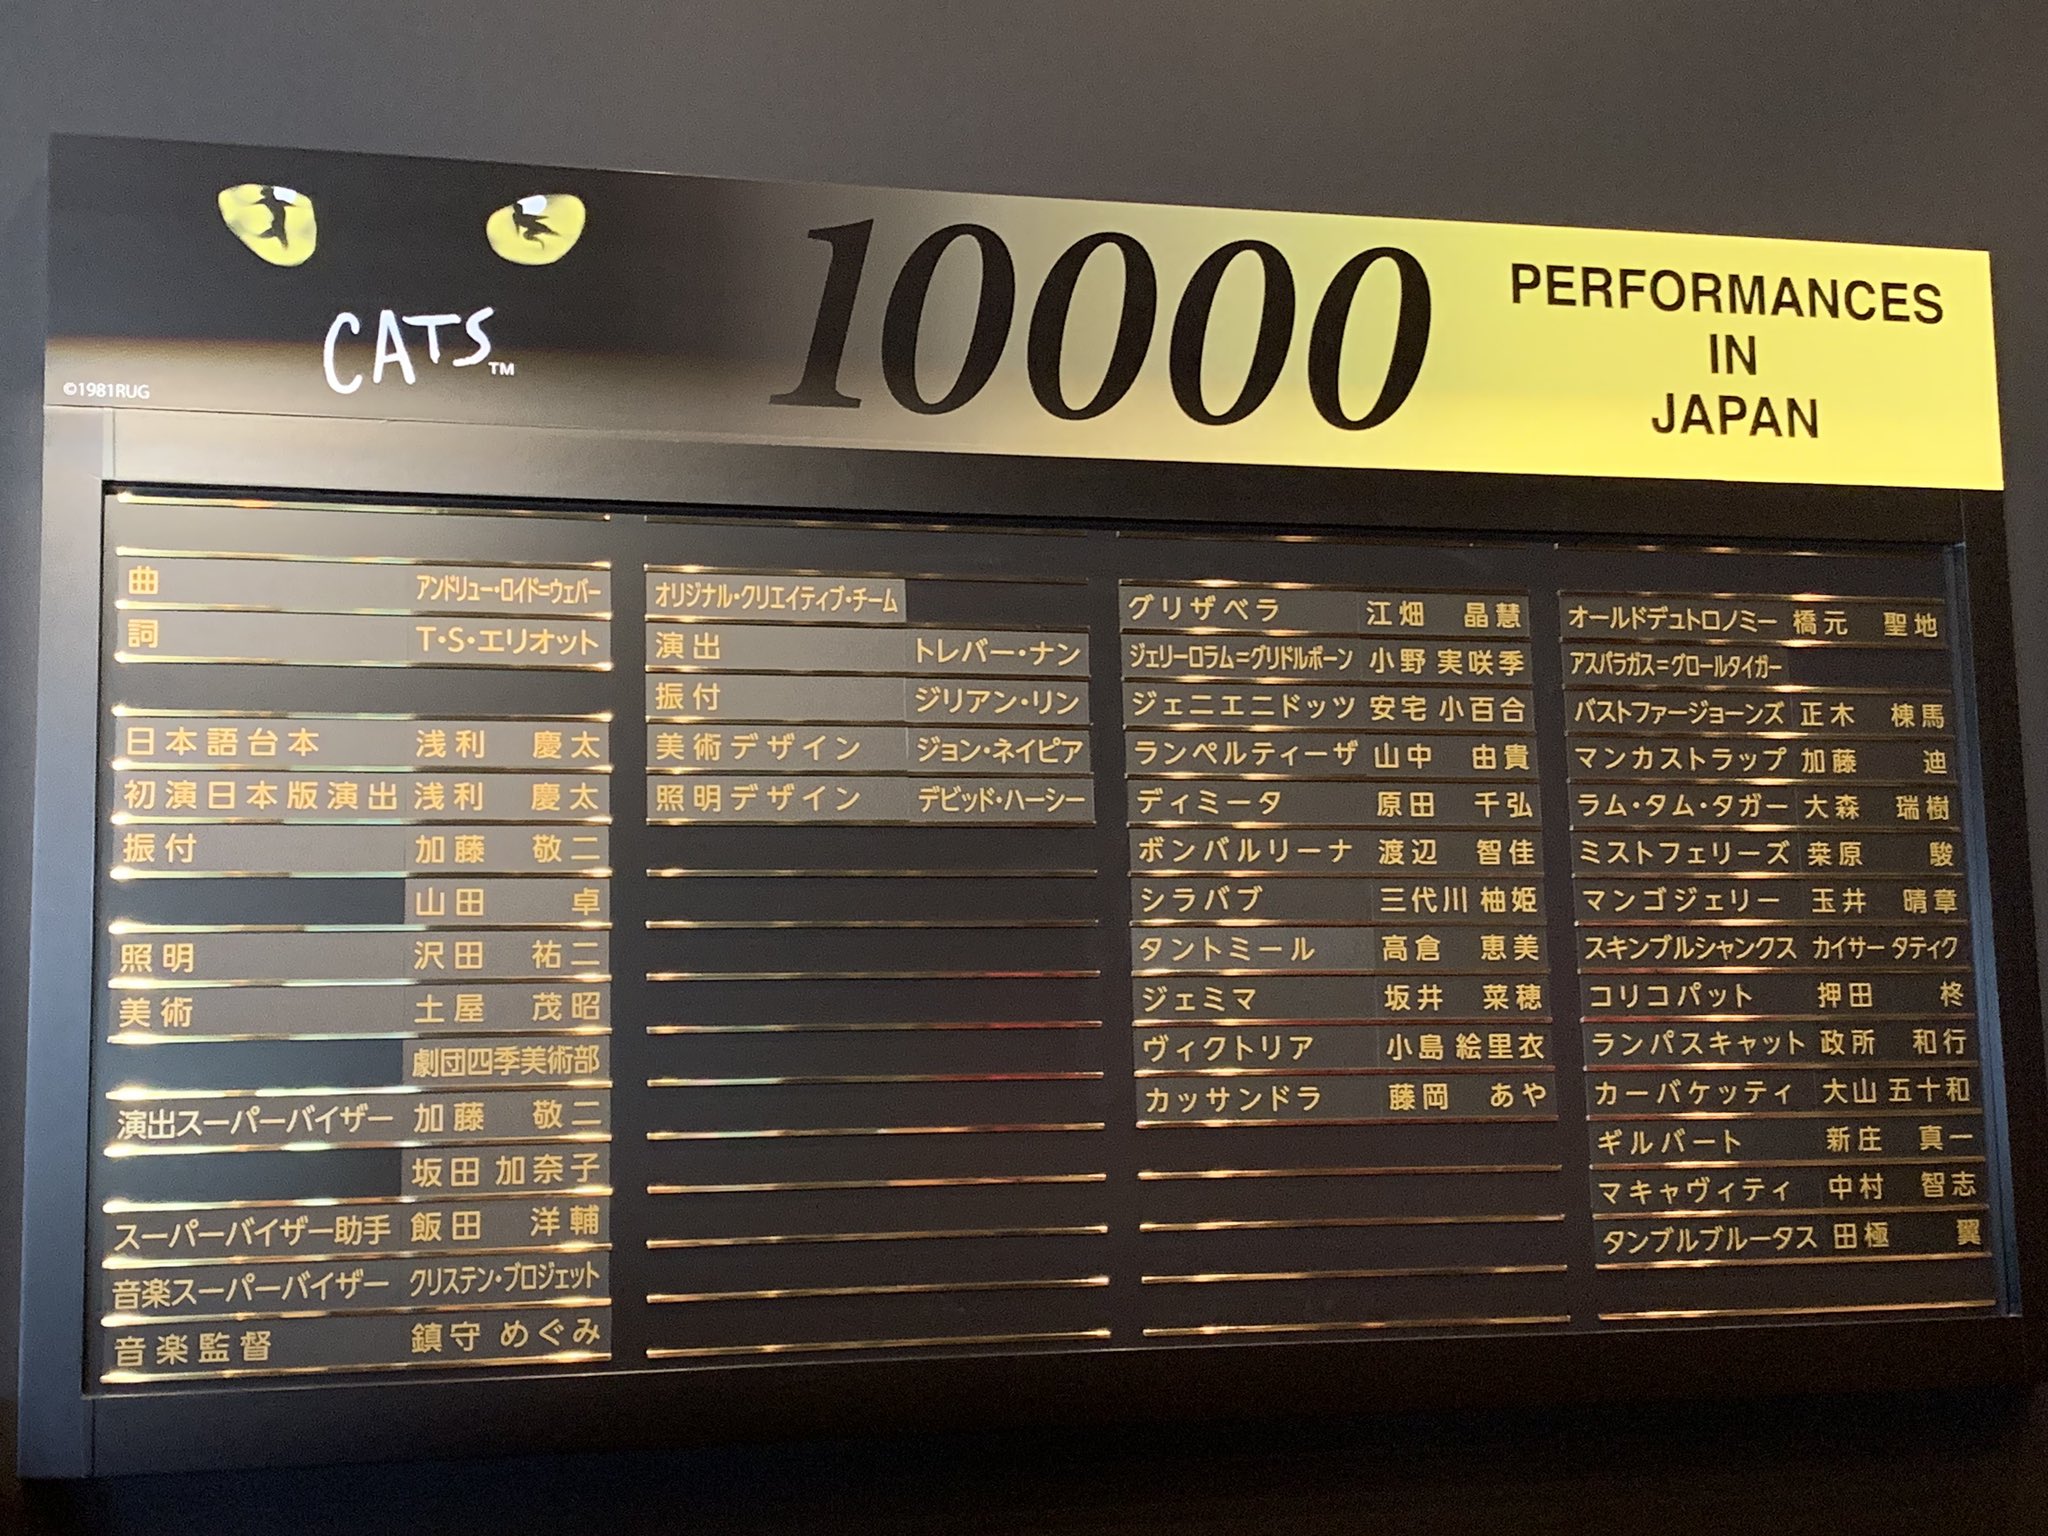 CATS™
©1981RUG
10000
PERFORMANCES
IN
JAPAN
曲 アンドリュー・ロイド=ウェバー
詞 T・S・エリオット
日本語台本 浅利 慶太
初演日本版演出 浅利 慶太
振付 加藤 敬二
山田 卓
照明 沢田 祐二
美術 土屋 茂昭
劇団四季美術部
演出スーパーバイザー 加藤 敬二
坂田 加奈子
スーパーバイザー助手 飯田 洋輔
音楽スーパーバイザー クリステン・ブロジェット
音楽監督 鎮守 めぐみ
オリジナル・クリエイティブ・チーム
演出 トレバー・ナン
振付 ジリアン・リン
美術デザイン ジョン・ネイピア
照明デザイン デビッド・ハーシー
グリザベラ 江畑 晶慧
ジェリーロラム=グリドルボーン 小野 実咲季
ジェニエニドッツ 安宅 小百合
ランペルティーザ 山中 由貴
ディミータ 原田 千弘
ボンバルリーナ 渡辺 智佳
シラバブ 三代川 柚姫
タントミール 高倉 恵美
ジェミマ 坂井 菜穂
ヴィクトリア 小島 絵里衣
カッサンドラ 藤岡 あや
オールドデュトロノミー 橋元 聖地
アスパラガス=グロールタイガー
バストファージョーンズ 正木 棟馬
マンカストラップ 加藤 迪
ラム・タム・タガー 大森 瑞樹
ミストフェリーズ 桒原 駿
マンゴジェリー 玉井 晴章
スキンブルシャンクス カイサー タティク
コリコパット 押田 柊
ランパスキャット 政所 和行
カーバケッティ 大山 五十和
ギルバート 新庄 真一
マキャヴィティ 中村 智志
タンブルブルータス 田極 翼